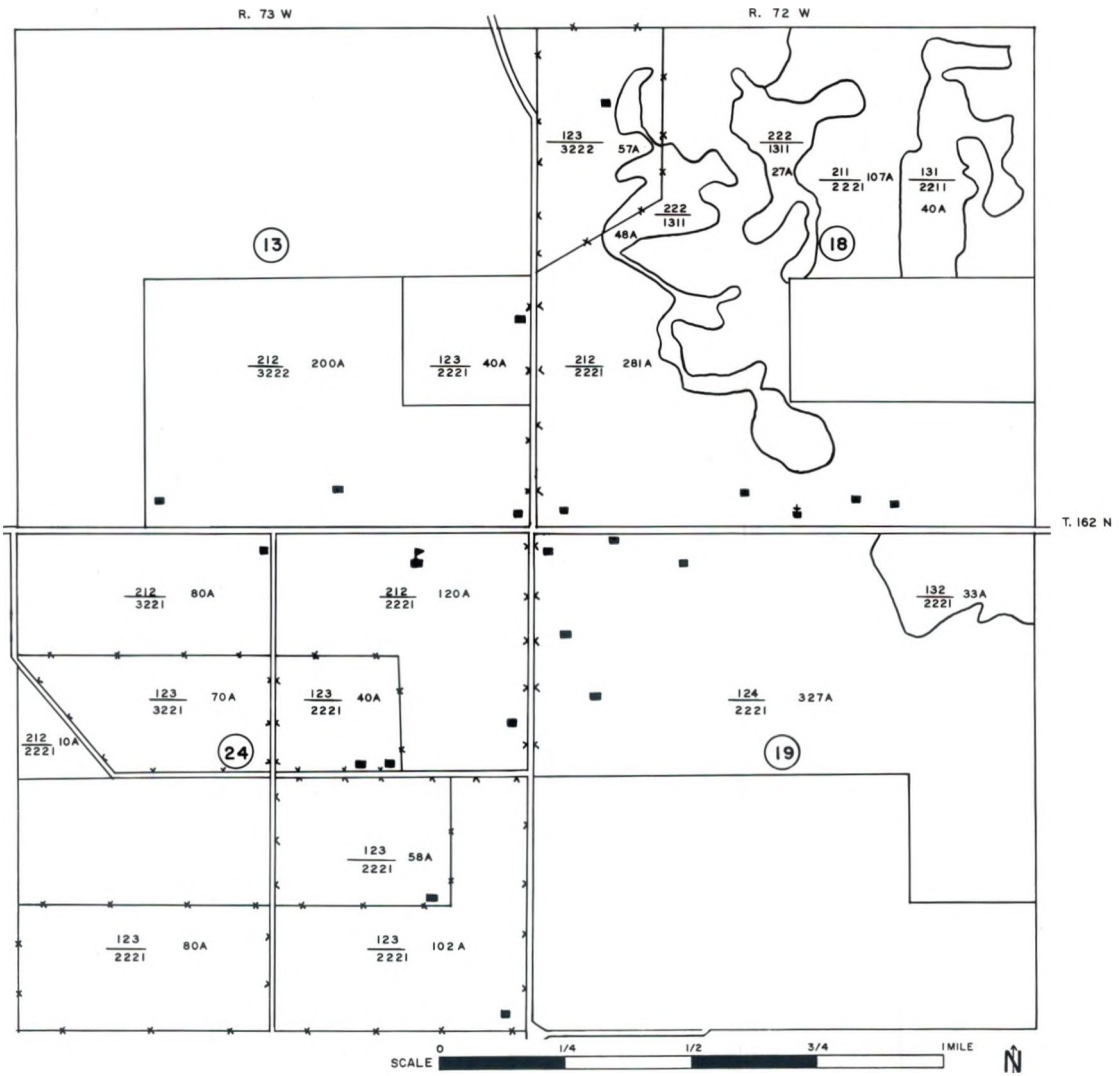 R. 73 W
R. 72 W
123
3222
57A
222
1311
27A
211
2221
107A
131
2211
40A
222
1311
48A
13
18
212
3222
200A
123
2221
40A
212
2221
281A
T. 162 N
212
3221
80A
212
2221
120A
132
2221
33A
123
3221
70A
123
2221
40A
124
2221
327A
212
2221
10A
24
19
123
2221
58A
123
2221
80A
123
2221
102A
0
1/4
1/2
3/4
1 MILE
SCALE
N